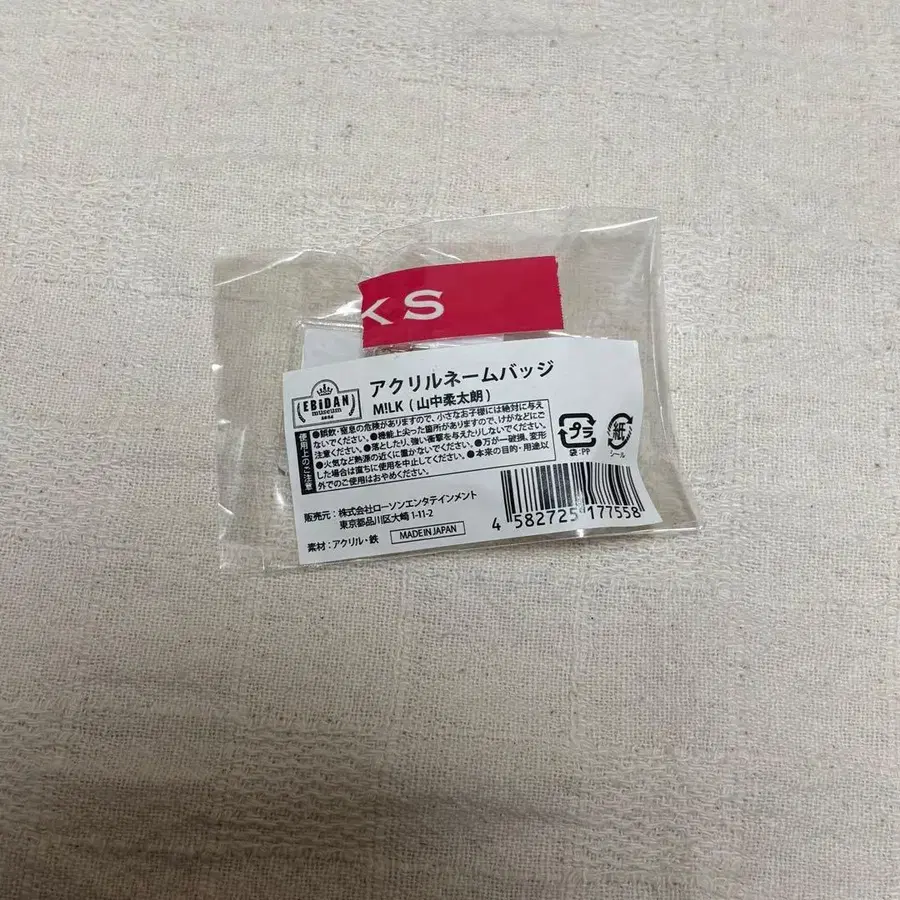 KS
EBiDAN
museum
アクリルネームバッジ
M!LK（山中柔太朗）
使用上のご注意
●誤飲・窒息の危険がありますので、小さなお子様には絶対に与え
ないでください。●機能上尖った箇所がありますので、けがなどにご
注意ください。●落としたり、強い衝撃を与えたりしないでください。
●火気など熱源の近くに置かないでください。●万が一破損、変形
した場合は直ちに使用を中止してください。●本来の目的・用途以
外でのご使用はおやめください。
プラ
袋:PP
紙
シール
販売元：株式会社ローソンエンタテインメント
東京都品川区大崎 1-11-2
素材：アクリル・鉄
MADE IN JAPAN
4 582725 177558